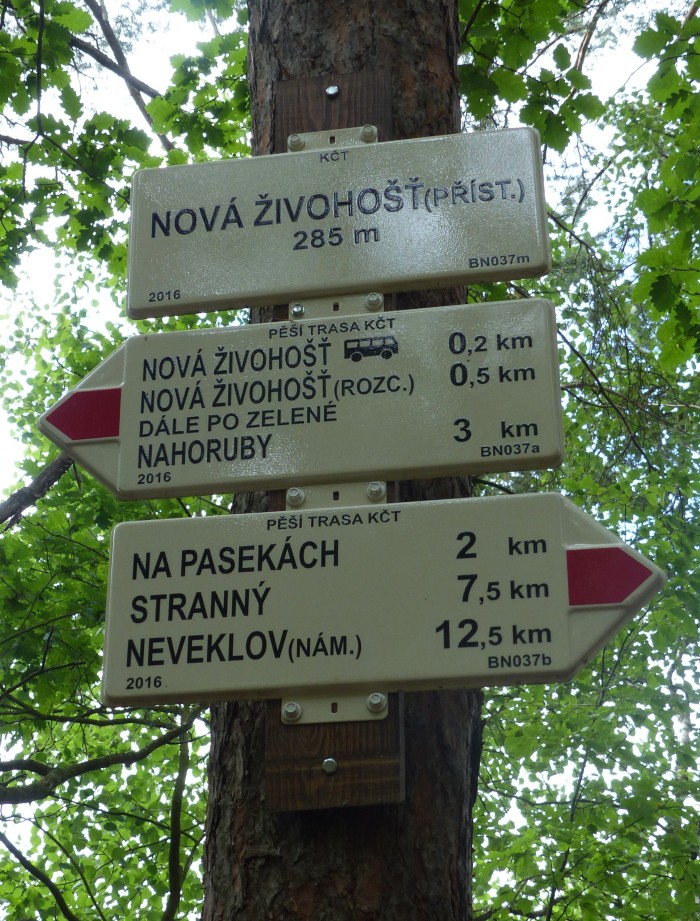 KČT
NOVÁ ŽIVOHOŠŤ(PŘÍST.)
285 m
2016 BN037m
PĚŠÍ TRASA KČT
NOVÁ ŽIVOHOŠŤ 0,2 km
NOVÁ ŽIVOHOŠŤ(ROZC.) 0,5 km
DÁLE PO ZELENÉ
NAHORUBY 3 km
2016 BN037a
PĚŠÍ TRASA KČT
NA PASEKÁCH 2 km
STRANNÝ 7,5 km
NEVEKLOV(NÁM.) 12,5 km
2016 BN037b